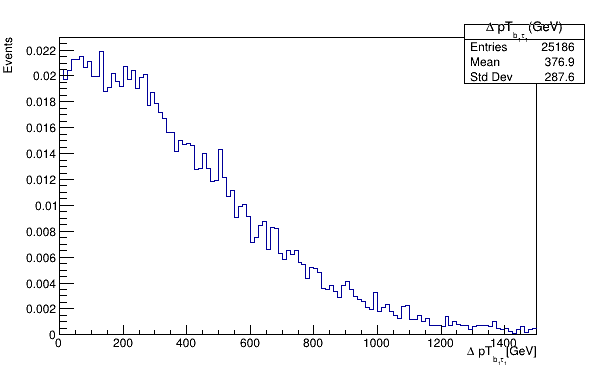 Δ pT_{b_1τ_1}(GeV)
Entries 25186
Mean 376.9
Std Dev 287.6
Events
0.022
0.02
0.018
0.016
0.014
0.012
0.01
0.008
0.006
0.004
0.002
0
0 200 400 600 800 1000 1200 1400
Δ pT_{b_1τ_1}[GeV]